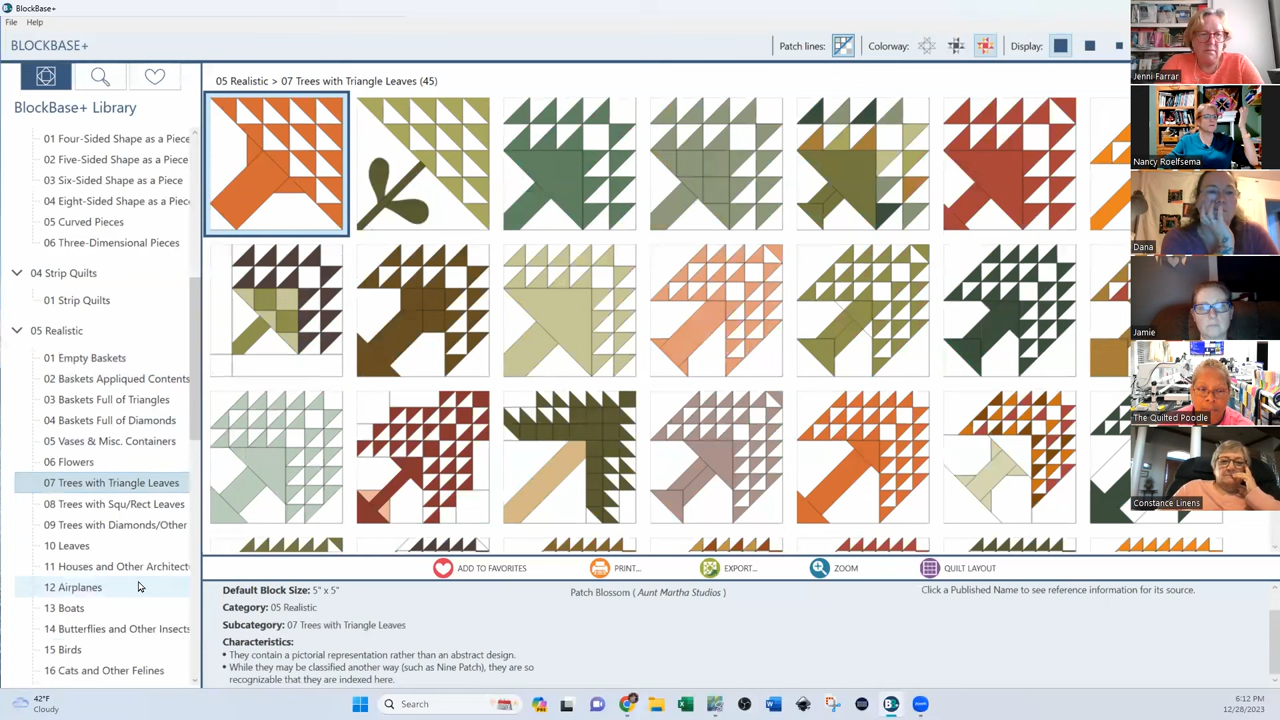 BlockBase+
File Help
BLOCKBASE+
Patch lines:
Colorway:
Display:
BlockBase+ Library
01 Four-Sided Shape as a Piece
02 Five-Sided Shape as a Piece
03 Six-Sided Shape as a Piece
04 Eight-Sided Shape as a Piec
05 Curved Pieces
06 Three-Dimensional Pieces
04 Strip Quilts
01 Strip Quilts
05 Realistic
01 Empty Baskets
02 Baskets Appliqued Contents
03 Baskets Full of Triangles
04 Baskets Full of Diamonds
05 Vases & Misc. Containers
06 Flowers
07 Trees with Triangle Leaves
08 Trees with Squ/Rect Leaves
09 Trees with Diamonds/Other
10 Leaves
11 Houses and Other Architect
12 Airplanes
13 Boats
14 Butterflies and Other Insects
15 Birds
16 Cats and Other Felines
05 Realistic > 07 Trees with Triangle Leaves (45)
ADD TO FAVORITES
PRINT...
EXPORT...
ZOOM
QUILT LAYOUT
Default Block Size: 5" x 5"
Category: 05 Realistic
Subcategory: 07 Trees with Triangle Leaves
Characteristics:
• They contain a pictorial representation rather than an abstract design.
• While they may be classified another way (such as Nine Patch), they are so
recognizable that they are indexed here.
Patch Blossom ( Aunt Martha Studios )
Click a Published Name to see reference information for its source.
Jenni Farrar
Nancy Roelfsema
Dana
Jamie
The Quilted Poodle
Constance Linens
42°F
Cloudy
Search
6:12 PM
12/28/2023